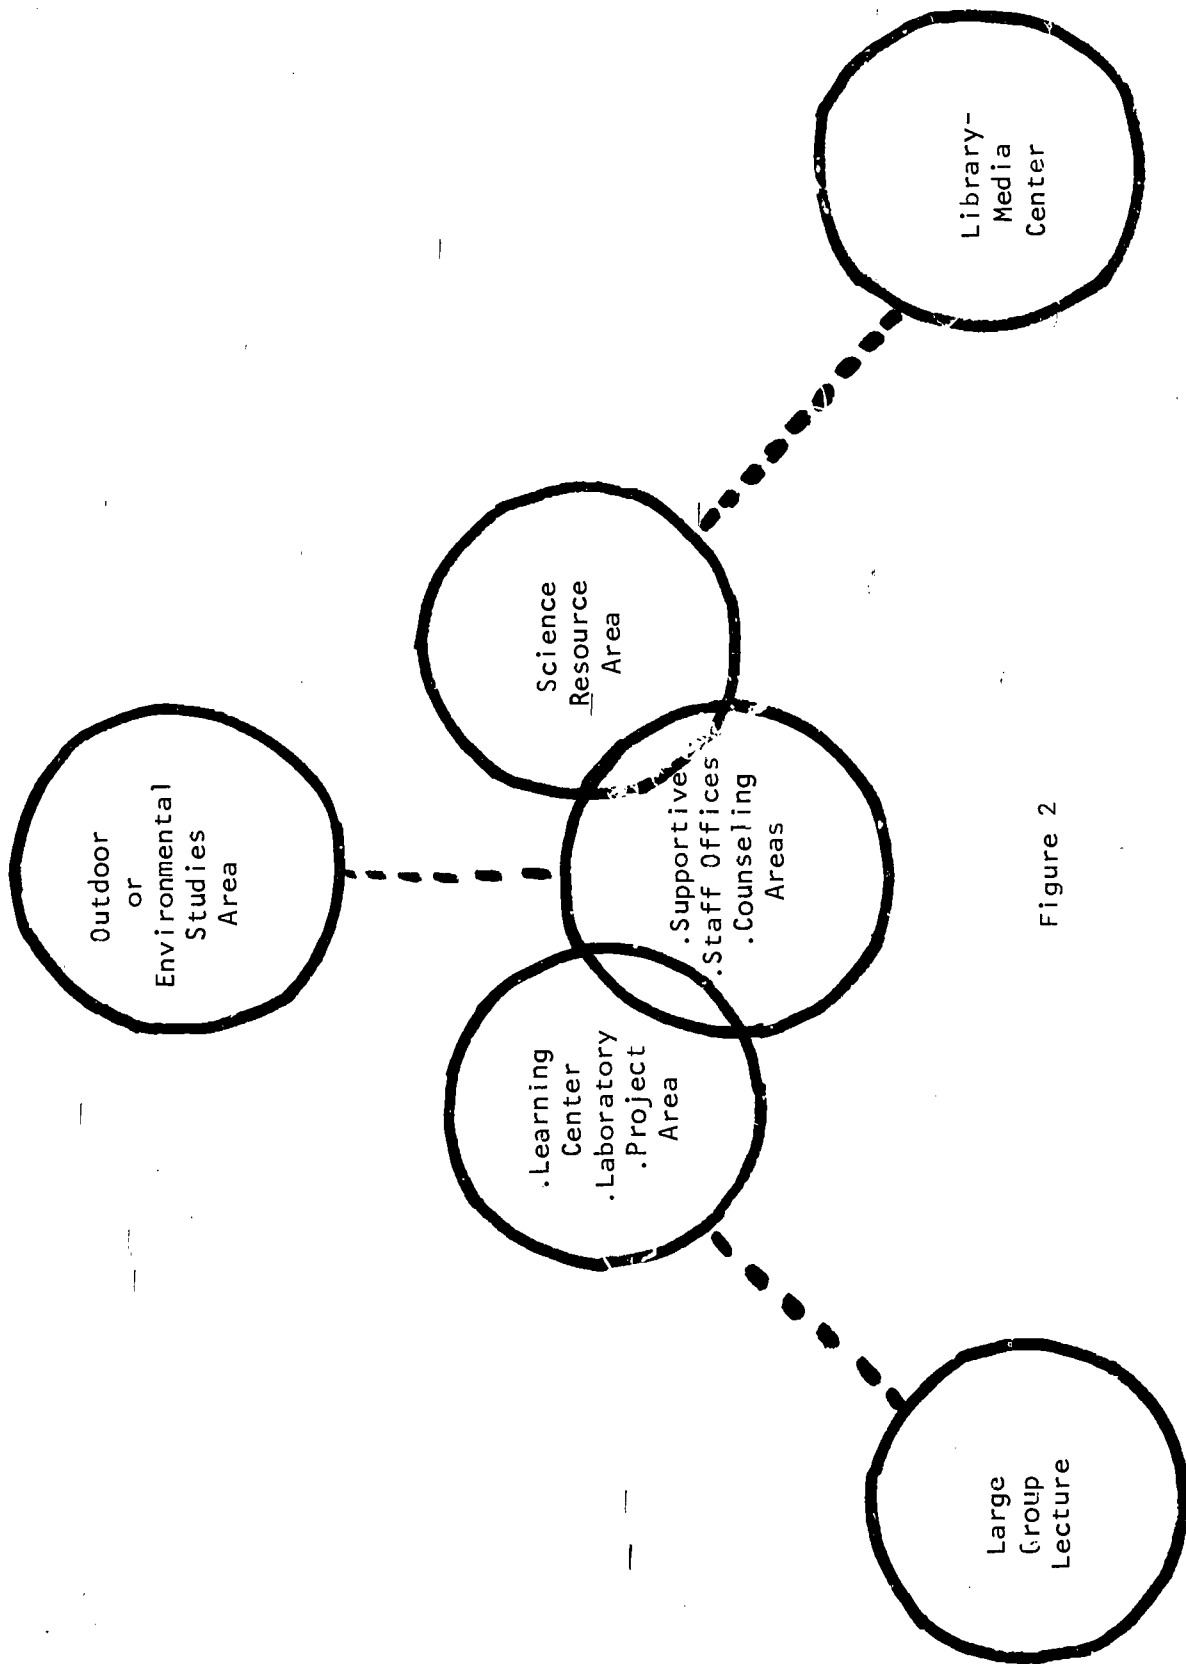 Outdoor
or
Environmental
Studies
Area
.Learning
Center
.Laboratory
.Project
Area
.Supportive
.Staff Offices
.Counseling
Areas
Science
Resource
Area
Large
Group
Lecture
Library-
Media
Center
Figure 2